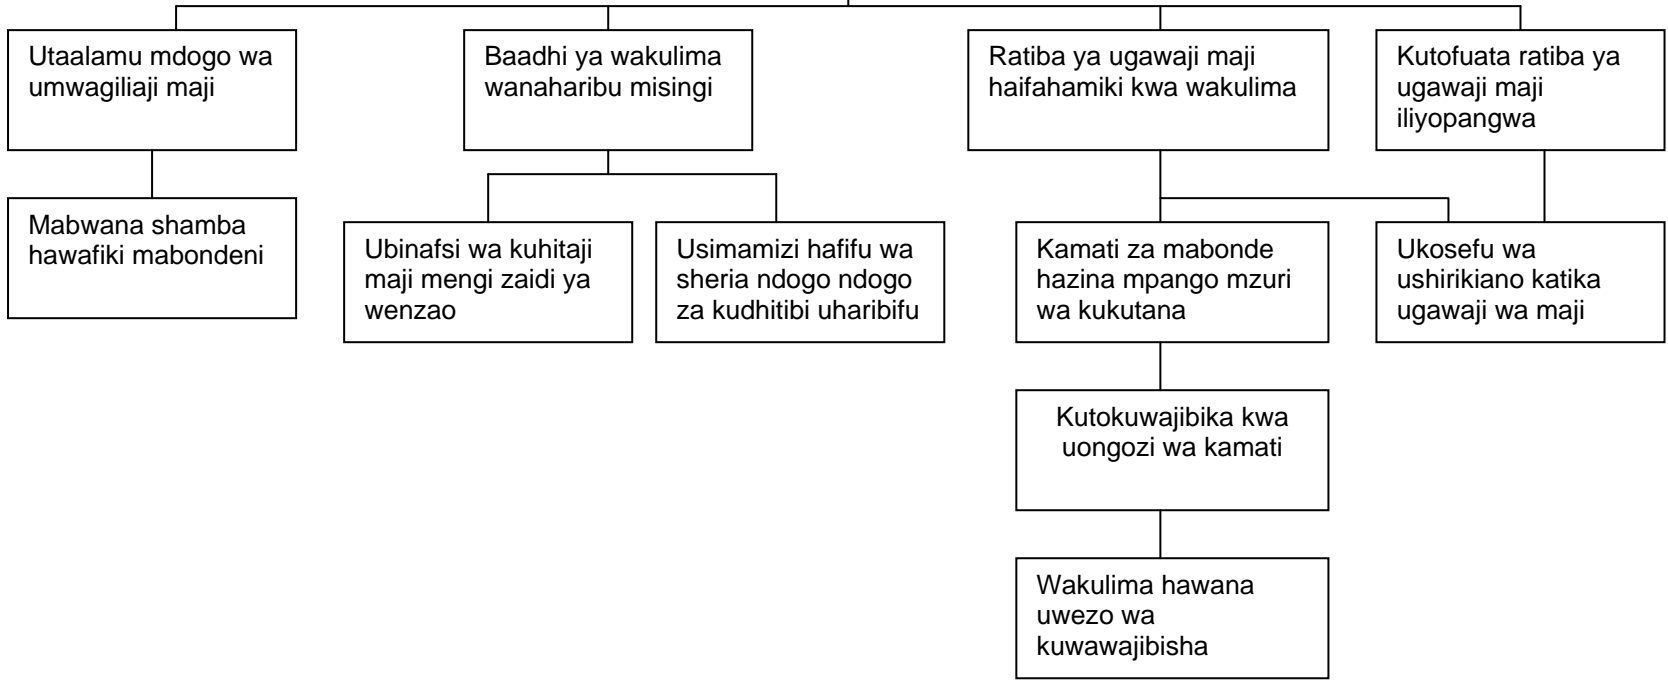 Utaalamu mdogo wa
umwagiliaji maji
Baadhi ya wakulima
wanaharibu misingi
Ratiba ya ugawaji maji
haifahamiki kwa wakulima
Kutofuata ratiba ya
ugawaji maji
iliyopangwa
Mabwana shamba
hawafiki mabondeni
Ubinafsi wa kuhitaji
maji mengi zaidi ya
wenzao
Usimamizi hafifu wa
sheria ndogo ndogo
za kudhitibi uharibifu
Kamati za mabonde
hazina mpango mzuri
wa kukutana
Ukosefu wa
ushirikiano katika
ugawaji wa maji
Kutokuwajibika kwa
uongozi wa kamati
Wakulima hawana
uwezo wa
kuwawajibisha